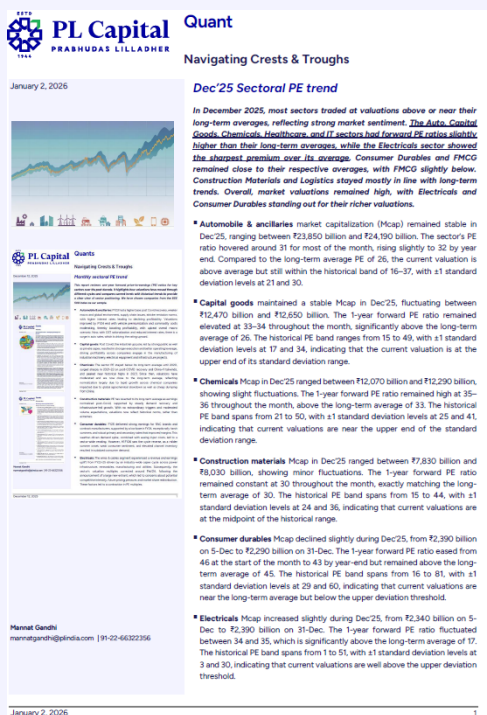 ESTD
PL Capital
PRABHUDAS LILLADHER
1944
Quant
Navigating Crests & Troughs
January 2, 2026
Dec'25 Sectoral PE trend
In December 2025, most sectors traded at valuations above or near their
long-term averages, reflecting strong market sentiment. The Auto, Capital
Goods, Chemicals, Healthcare, and IT sectors had forward PE ratios slightly
higher than their long-term averages, while the Electricals sector showed
the sharpest premium over its average. Consumer Durables and FMCG
remained close to their respective averages, with FMCG slightly below.
Construction Materials and Logistics stayed mostly in line with long-term
trends. Overall, market valuations remained high, with Electricals and
Consumer Durables standing out for their richer valuations.
Automobile & ancillaries market capitalization (Mcap) remained stable in
Dec'25, ranging between ₹23,850 billion and ₹24,190 billion. The sector's PE
ratio hovered around 31 for most of the month, rising slightly to 32 by year
end. Compared to the long-term average PE of 26, the current valuation is
above average but still within the historical band of 16–37, with ±1 standard
deviation levels at 21 and 30.
Capital goods maintained a stable Mcap in Dec'25, fluctuating between
₹12,470 billion and ₹12,650 billion. The 1-year forward PE ratio remained
elevated at 33–34 throughout the month, significantly above the long-term
average of 26. The historical PE band ranges from 15 to 49, with ±1 standard
deviation levels at 17 and 34, indicating that the current valuation is at the
upper end of its standard range.
Chemicals Mcap in Dec'25 ranged between ₹12,070 billion and ₹12,290 billion,
showing slight fluctuations. The 1-year forward PE ratio remained high at 35–
36 throughout the month, above the long-term average of 33. The historical
PE band ranges from 21 to 50, with ±1 standard deviation levels at 25 and 41,
indicating that current valuations are near the upper end of the standard
deviation range.
Construction materials Mcap in Dec'25 ranged between ₹7,830 billion and
₹8,030 billion, showing minor fluctuations. The 1-year forward PE ratio
remained constant at 30 throughout the month, exactly matching the long-
term average of 30. The historical PE band spans from 15 to 44, with ±1
standard deviation levels at 24 and 36, indicating that current valuations are
at the midpoint of the historical range.
Consumer durables Mcap declined slightly during Dec'25, from ₹2,390 billion
on 5-Dec to ₹2,290 billion on 31-Dec. The 1-year forward PE ratio eased from
46 at the start of the month to 43 by year-end but remained above the long-term
average of 45. The historical PE band spans from 16 to 81, with ±1
standard deviation levels at 29 and 60, indicating that current valuations are
near the long-term average but below the upper deviation threshold.
Electricals Mcap increased slightly during Dec'25, from ₹2,340 billion on 5-
Dec to ₹2,390 billion on 31-Dec. The 1-year forward PE ratio fluctuated
between 34 and 35, which is significantly above the long-term average of 17.
The historical PE band spans from 1 to 51, with ±1 standard deviation levels at
3 and 30, indicating that current valuations are well above the upper deviation
threshold.
PL Capital
Quants
Navigating Crests & Troughs
Monthly sectoral PE trend
Mannat Gandhi
mannatgandhi@plindia.com | 91-22-66322356
January 2, 2026
1